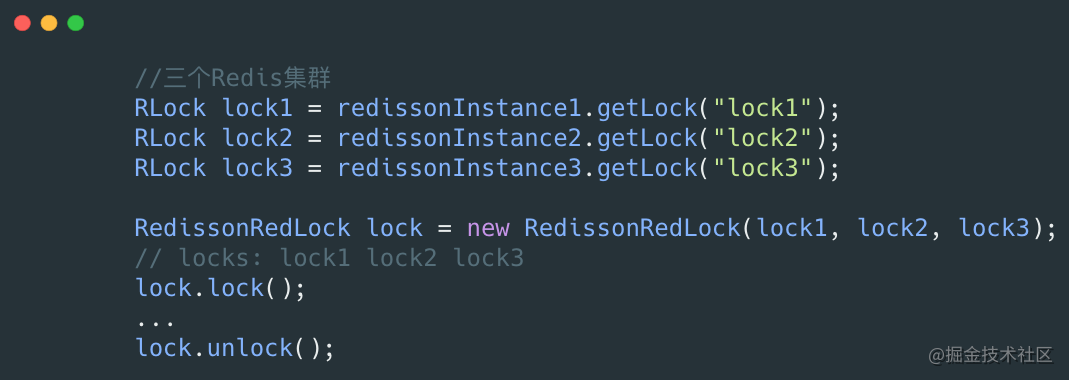 //三个Redis集群
RLock lock1 = redissonInstance1.getLock("lock1");
RLock lock2 = redissonInstance2.getLock("lock2");
RLock lock3 = redissonInstance3.getLock("lock3");
RedissonRedLock lock = new RedissonRedLock(lock1, lock2, lock3);
// locks: lock1 lock2 lock3
lock.lock();
...
lock.unlock();
@掘金技术社区